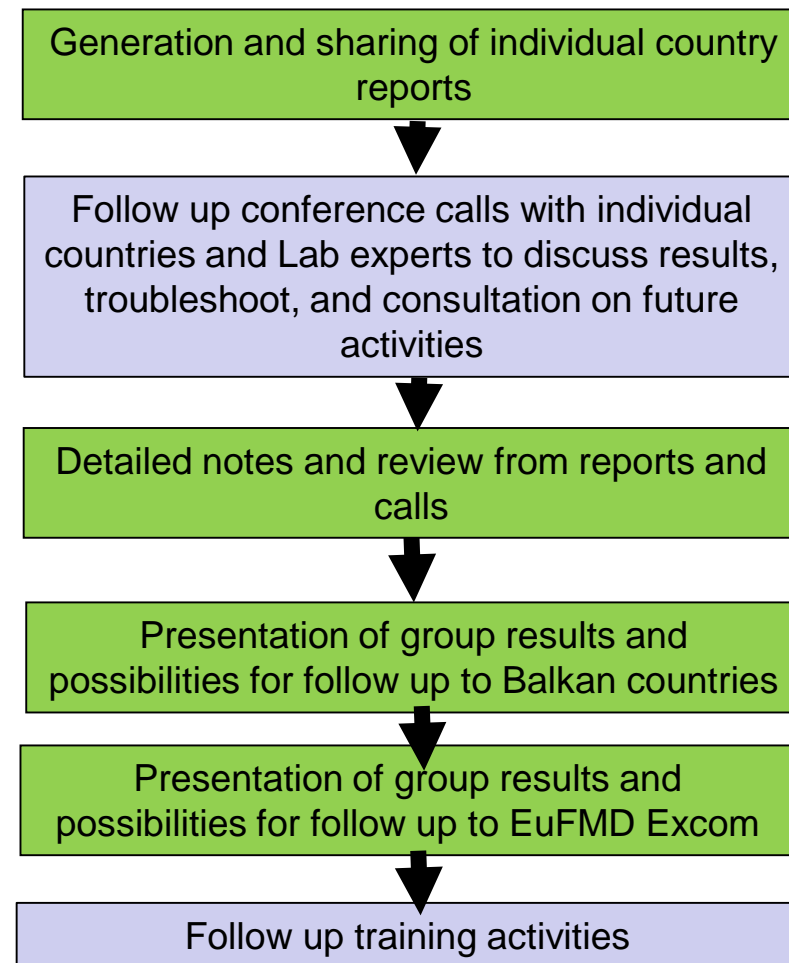 Generation and sharing of individual country
reports
Follow up conference calls with individual
countries and Lab experts to discuss results,
troubleshoot, and consultation on future
activities
Detailed notes and review from reports and
calls
Presentation of group results and
possibilities for follow up to Balkan countries
Presentation of group results and
possibilities for follow up to EuFMD Excom
Follow up training activities